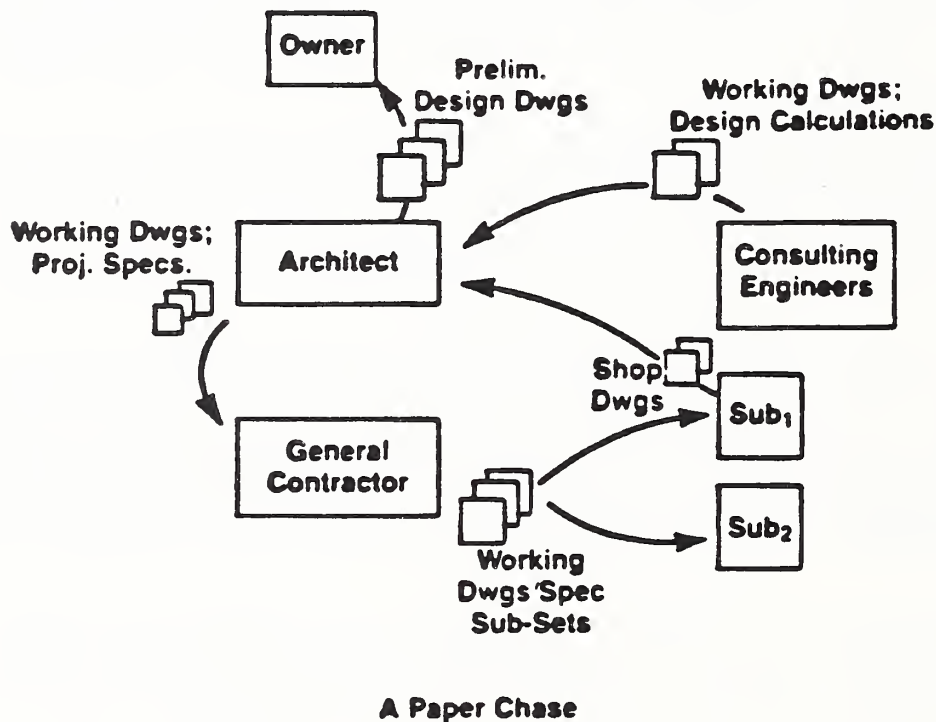 Owner
Prelim.
Design Dwgs
Working Dwgs;
Design Calculations
Working Dwgs;
Proj. Specs.
Architect
Consulting
Engineers
Shop
Dwgs
Sub₁
General
Contractor
Sub₂
Working
Dwgs'Spec
Sub-Sets
A Paper Chase